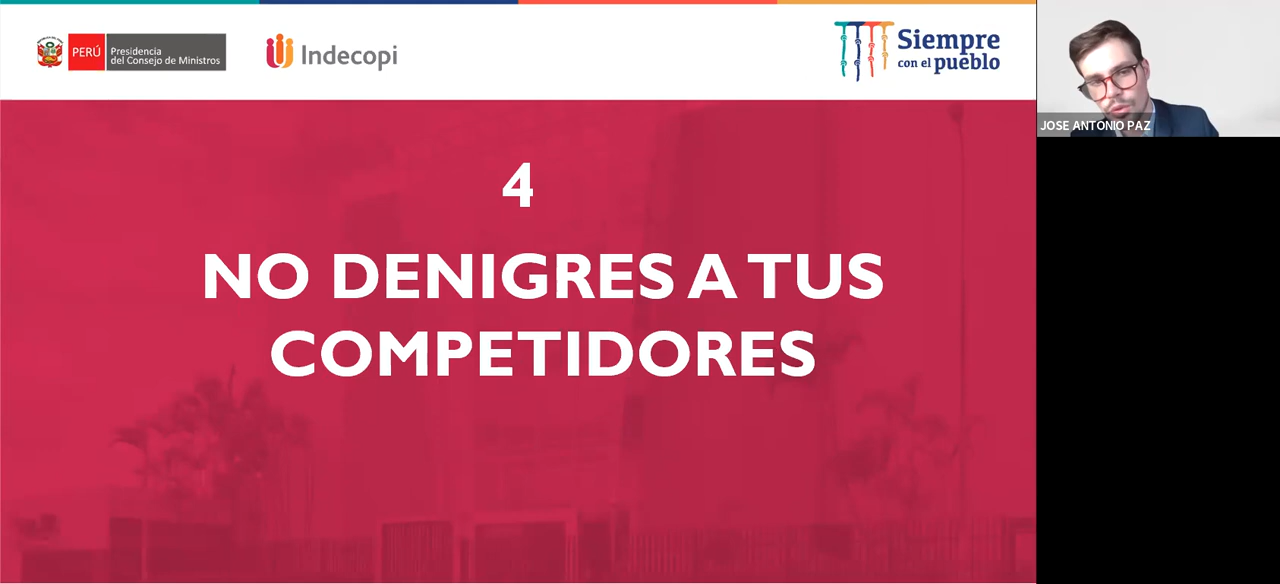 PERÚ
Presidencia
del Consejo de Ministros
Indecopi
Siempre
con el pueblo
JOSE ANTONIO PAZ
4
NO DENIGRES A TUS
COMPETIDORES